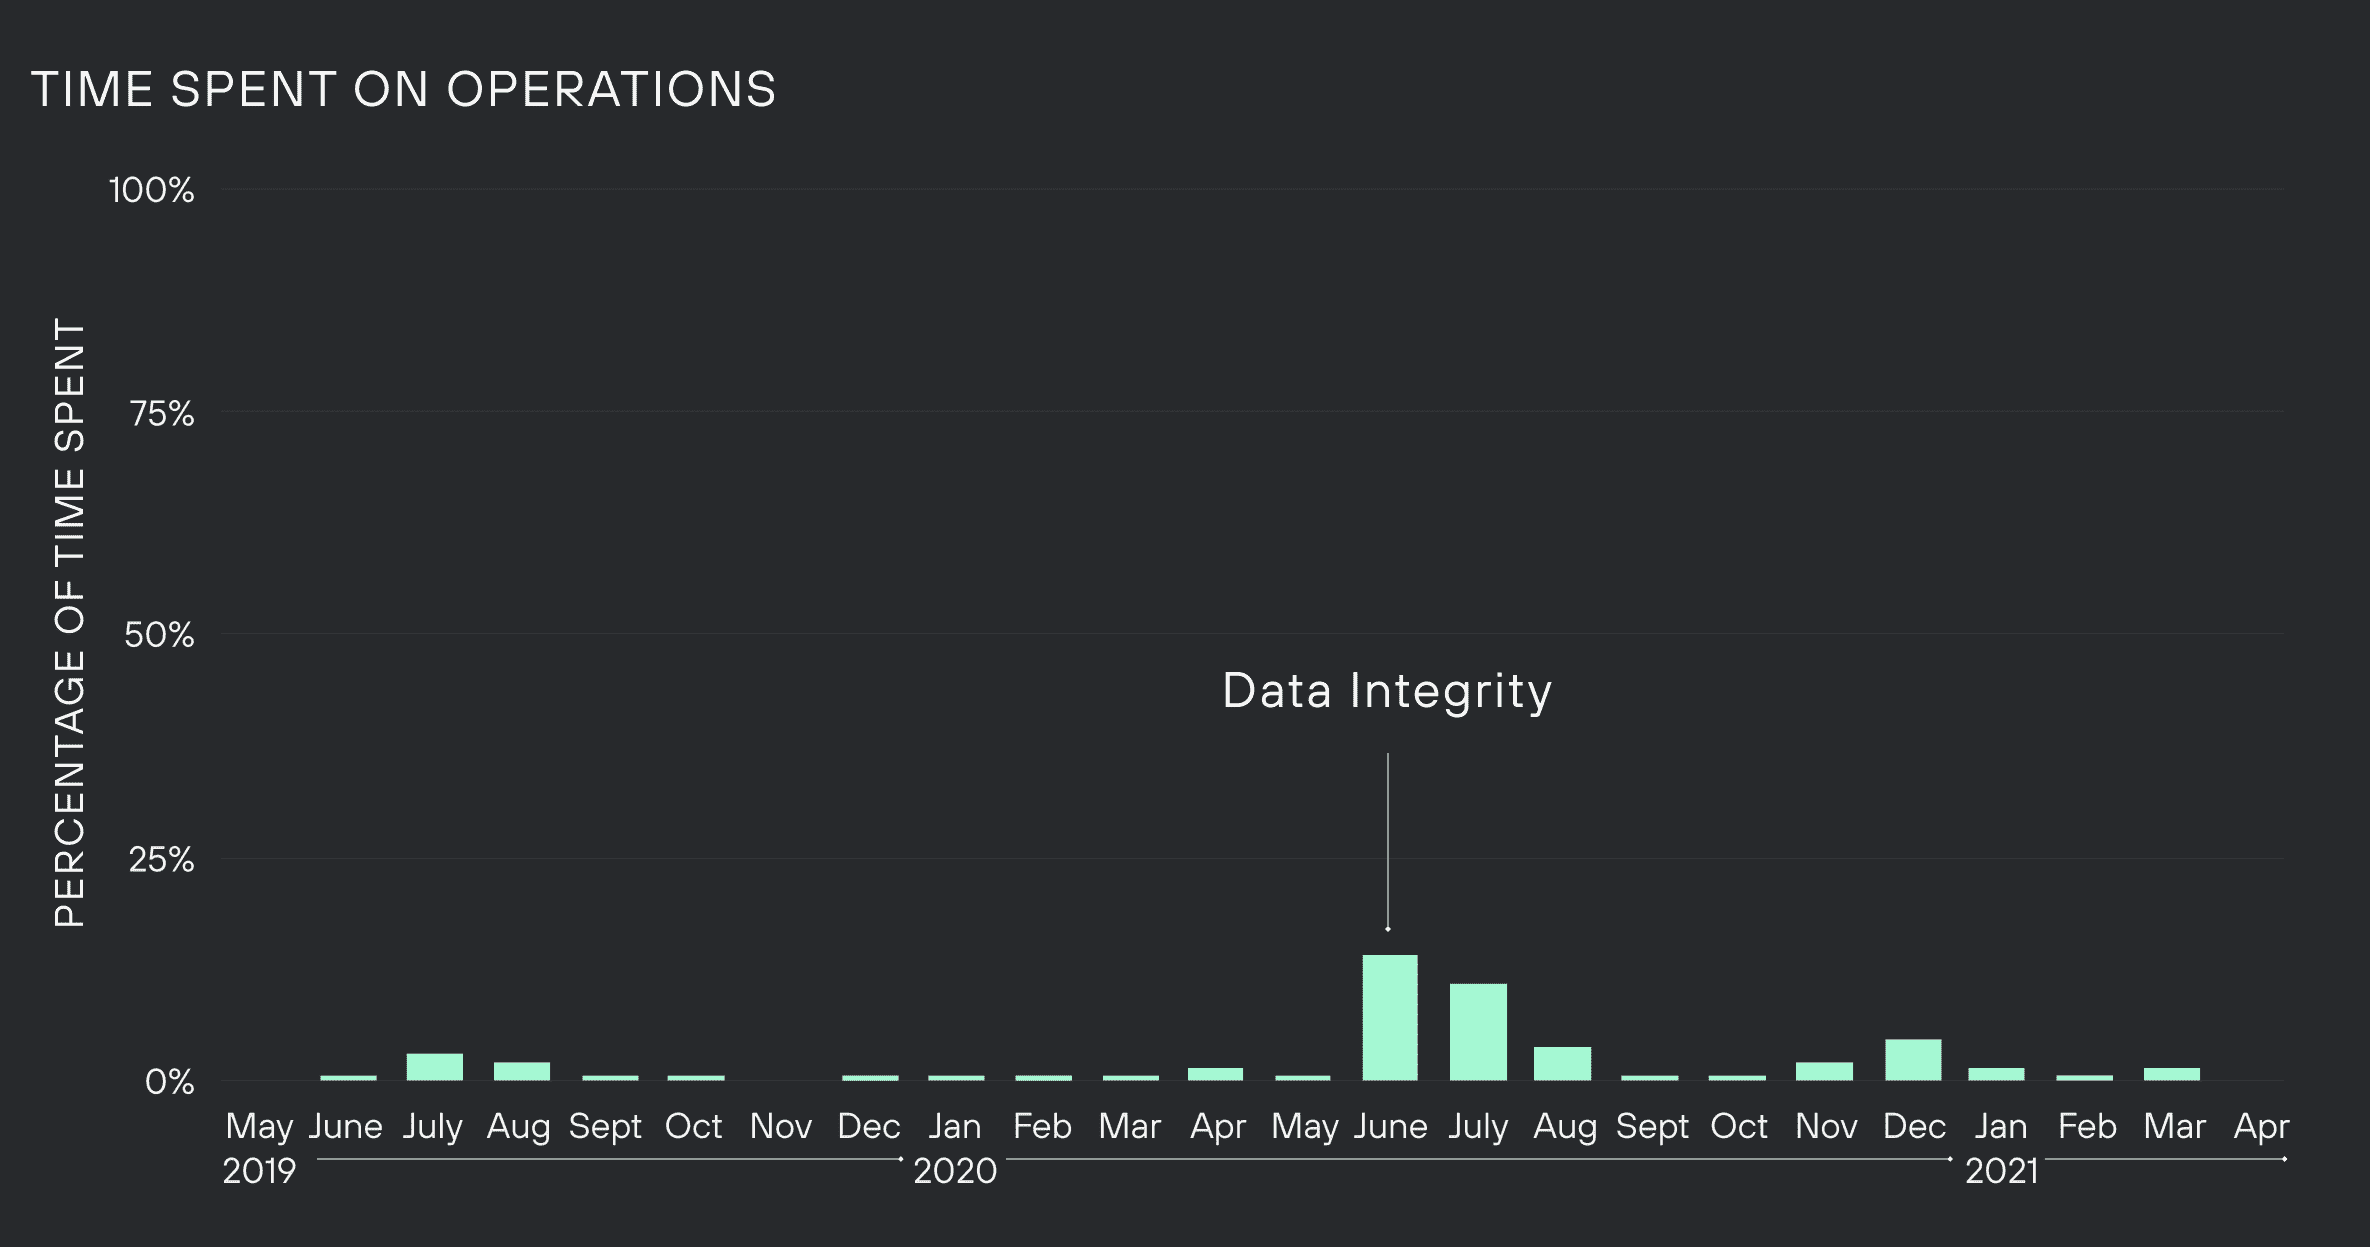 TIME SPENT ON OPERATIONS
PERCENTAGE OF TIME SPENT
100%
75%
50%
25%
0%
Data Integrity
May June July Aug Sept Oct Nov Dec Jan Feb Mar Apr May June July Aug Sept Oct Nov Dec Jan Feb Mar Apr
2019 2020 2021